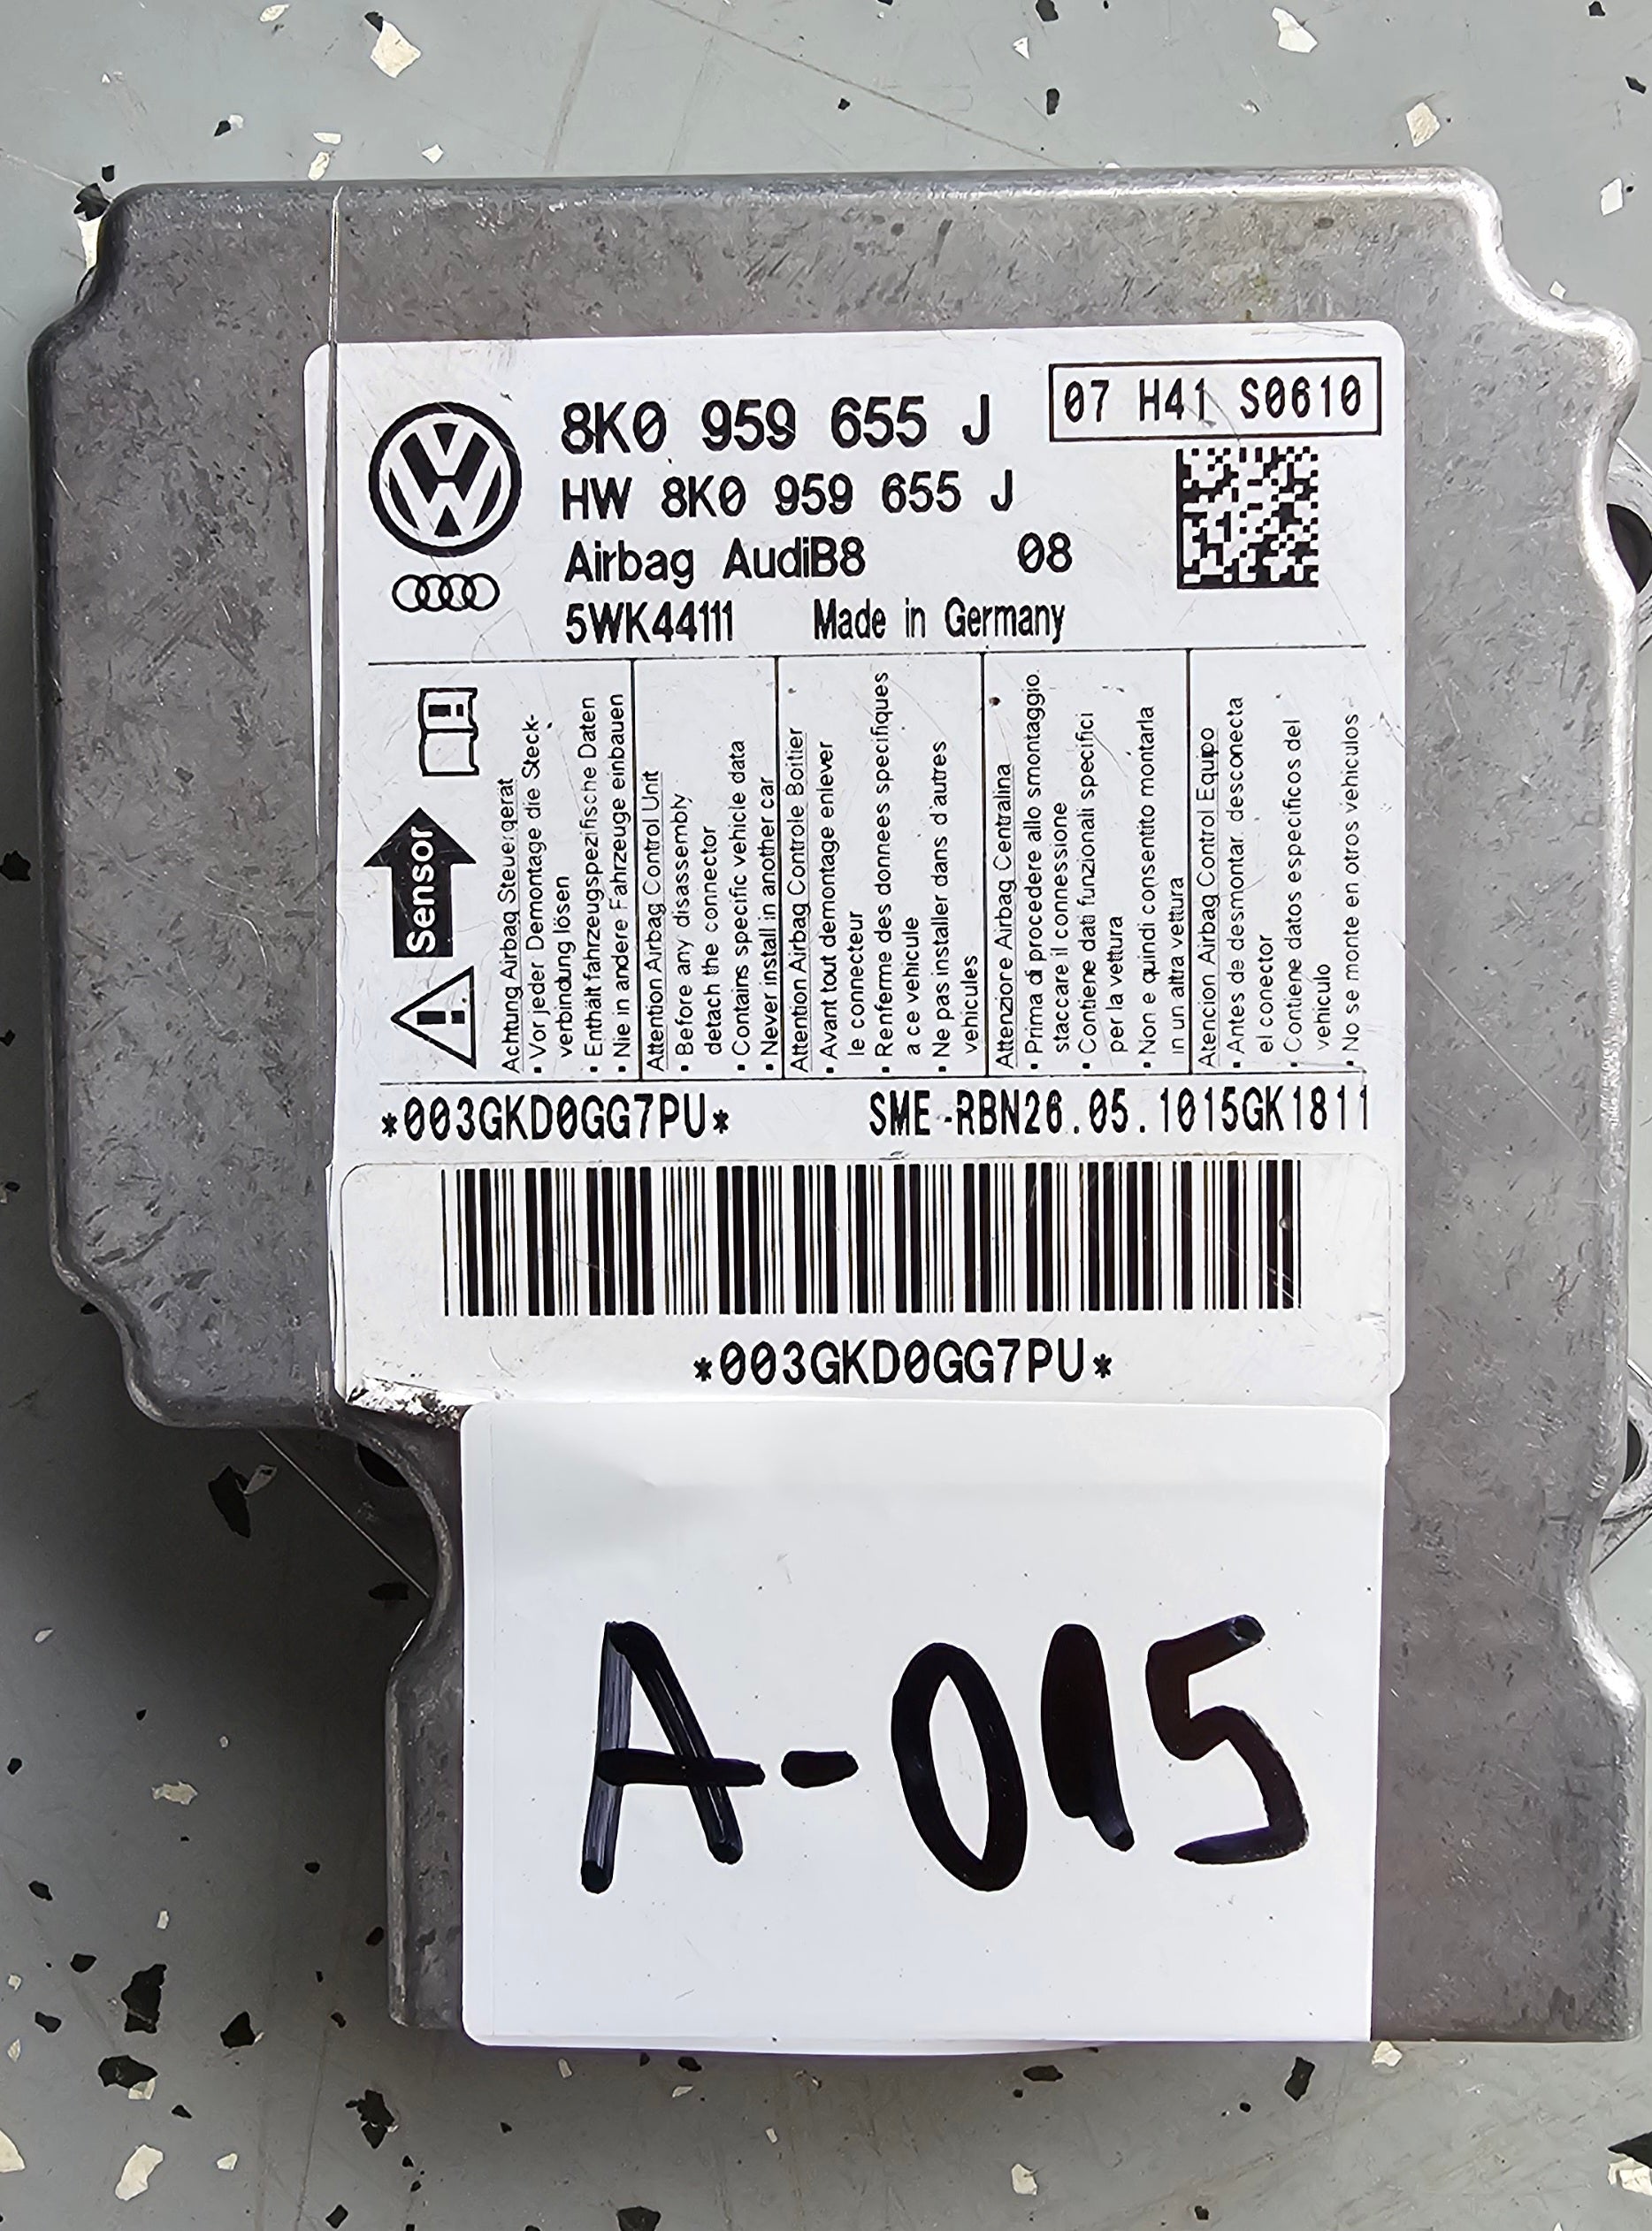 8K0 959 655 J
07 H41 S0610
HW 8K0 959 655 J
Airbag AudiB8 08
5WK44111 Made in Germany
Sensor
Achtung Airbag Steuergerat
• Vor jeder Demontage die Steck-
verbindung lösen
• Enthält fahrzeugspezifische Daten
• Nie in andere Fahrzeuge einbauen
Attention Airbag Control Unit
• Before any disassembly
detach the connector
• Contains specific vehicle data
• Never install in another car
Attention Airbag Controle Boitier
• Avant tout demontage enlever
le connecteur
• Renferme des donnees specifiques
a ce vehicule
• Ne pas installer dans d'autres
vehicules
Attenzione Airbag Centralina
• Prima di procedere allo smontaggio.
staccare il connessione
• Contiene dati funzionali specifici
per la vettura
• Non e quindi consentito montarla
in un altra vettura
Atencion Airbag Control Equipo
• Antes de desmontar. desconecta
el conector
• Contiene datos especificos del
vehiculo
• No se monte en otros vehiculos
*003GKD0GG7PU* SME-RBN26.05.1015GK1811
*003GKD0GG7PU*
A-015